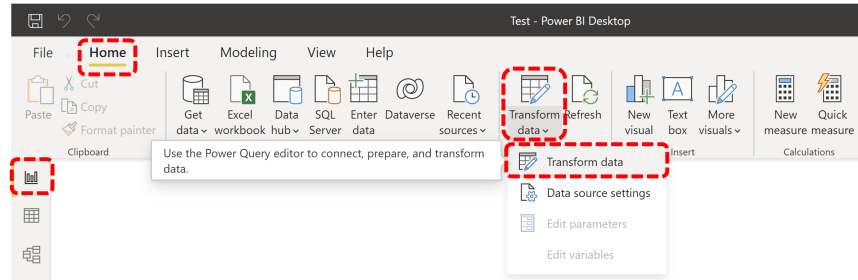 Test - Power BI Desktop
File Home Insert Modeling View Help
Cut
Copy
Format painter
Paste
Get data
Excel workbook
Data hub
SQL Server
Enter data
Dataverse
Recent sources
Transform data
Refresh
New visual
Text box
A
More visuals
New measure
Quick measure
Clipboard
Insert
Calculations
Use the Power Query editor to connect, prepare, and transform
data.
Transform data
Data source settings
Edit parameters
Edit variables